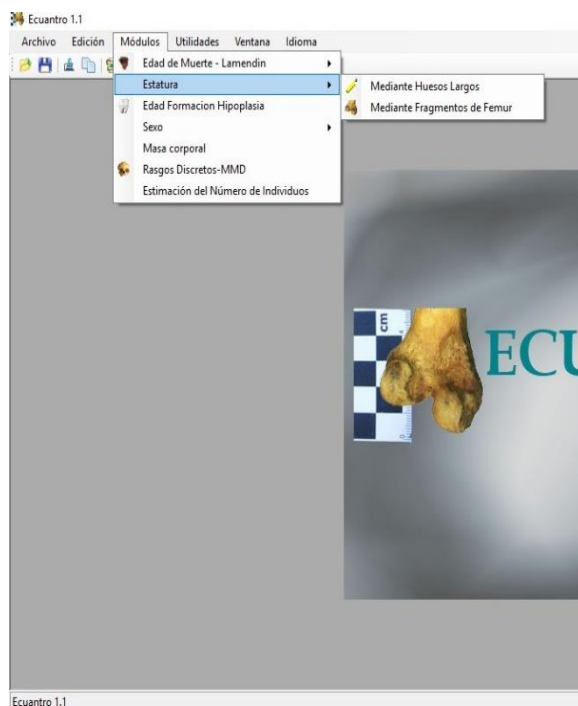 Ecuantro 1.1
Archivo Edición Módulos Utilidades Ventana Idioma
Edad de Muerte - Lamendin
Estatura
Edad Formacion Hipoplasia
Sexo
Masa corporal
Rasgos Discretos-MMD
Estimación del Número de Individuos
Mediante Huesos Largos
Mediante Fragmentos de Femur
cm
ECU
Ecuantro 1.1